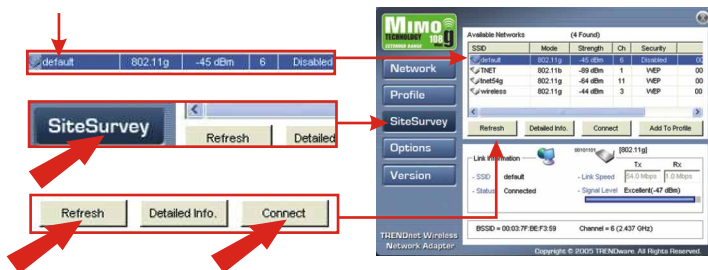 default 802.11g -45 dBm 6 Disabled
SiteSurvey
Refresh Detailed
Refresh Detailed Info. Connect
MIMO g
TECHNOLOGY 108
EXTENDED RANGE
Network
Profile
SiteSurvey
Options
Version
TRENDnet Wireless
Network Adapter
Available Networks (4 Found)
SSID Mode Strength Ch Security
default 802.11g -45 dBm 6 Disabled 00
TNET 802.11b -89 dBm 1 WEP 00
tnet54g 802.11g -64 dBm 11 WEP 00
wireless 802.11g -44 dBm 3 WEP 00
Refresh Detailed Info. Connect Add To Profile
Link Information [802.11g]
Tx Rx
- SSID default - Link Speed 54.0 Mbps 1.0 Mbps
- Status Connected - Signal Level Excellent(-47 dBm)
BSSID = 00:03:7F:BE:F3:59 Channel = 6 (2.437 GHz)
Copyright © 2005 TRENDware. All Rights Reserved.